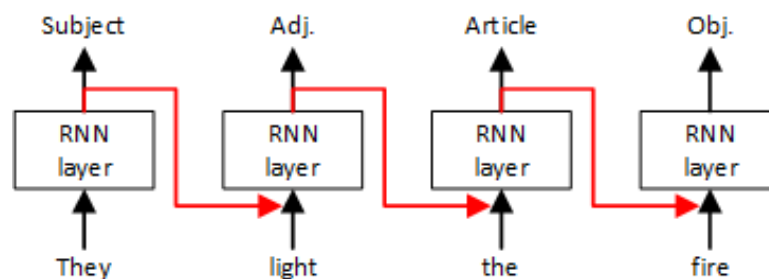 Subject Adj. Article Obj.
RNN layer RNN layer RNN layer RNN layer
They light the fire